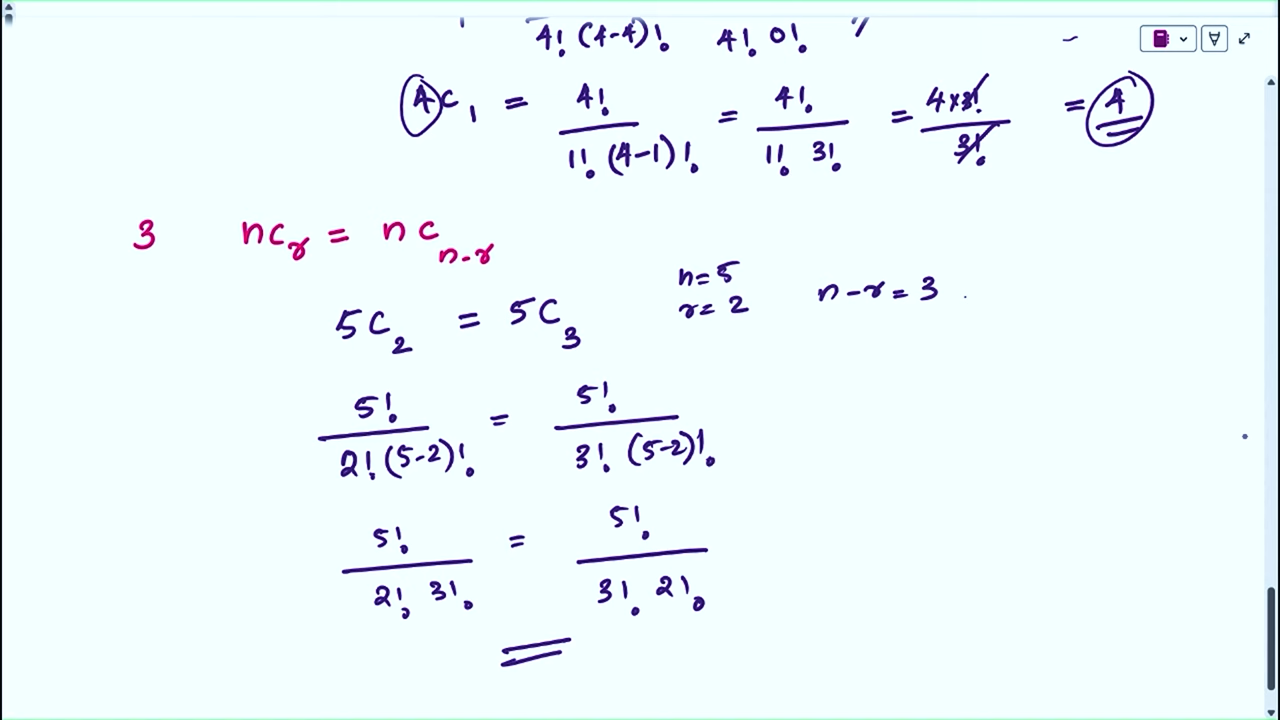 4! (4-4)! 4! 0!
4C1 = 4! / 1! (4-1)! = 4! / 1! 3! = 4×3! / 3! = 4
3 nCr = nCn-r
n=5
r=2 n-r=3
5C2 = 5C3
5! / 2! (5-2)! = 5! / 3! (5-2)!
5! / 2! 3! = 5! / 3! 2!